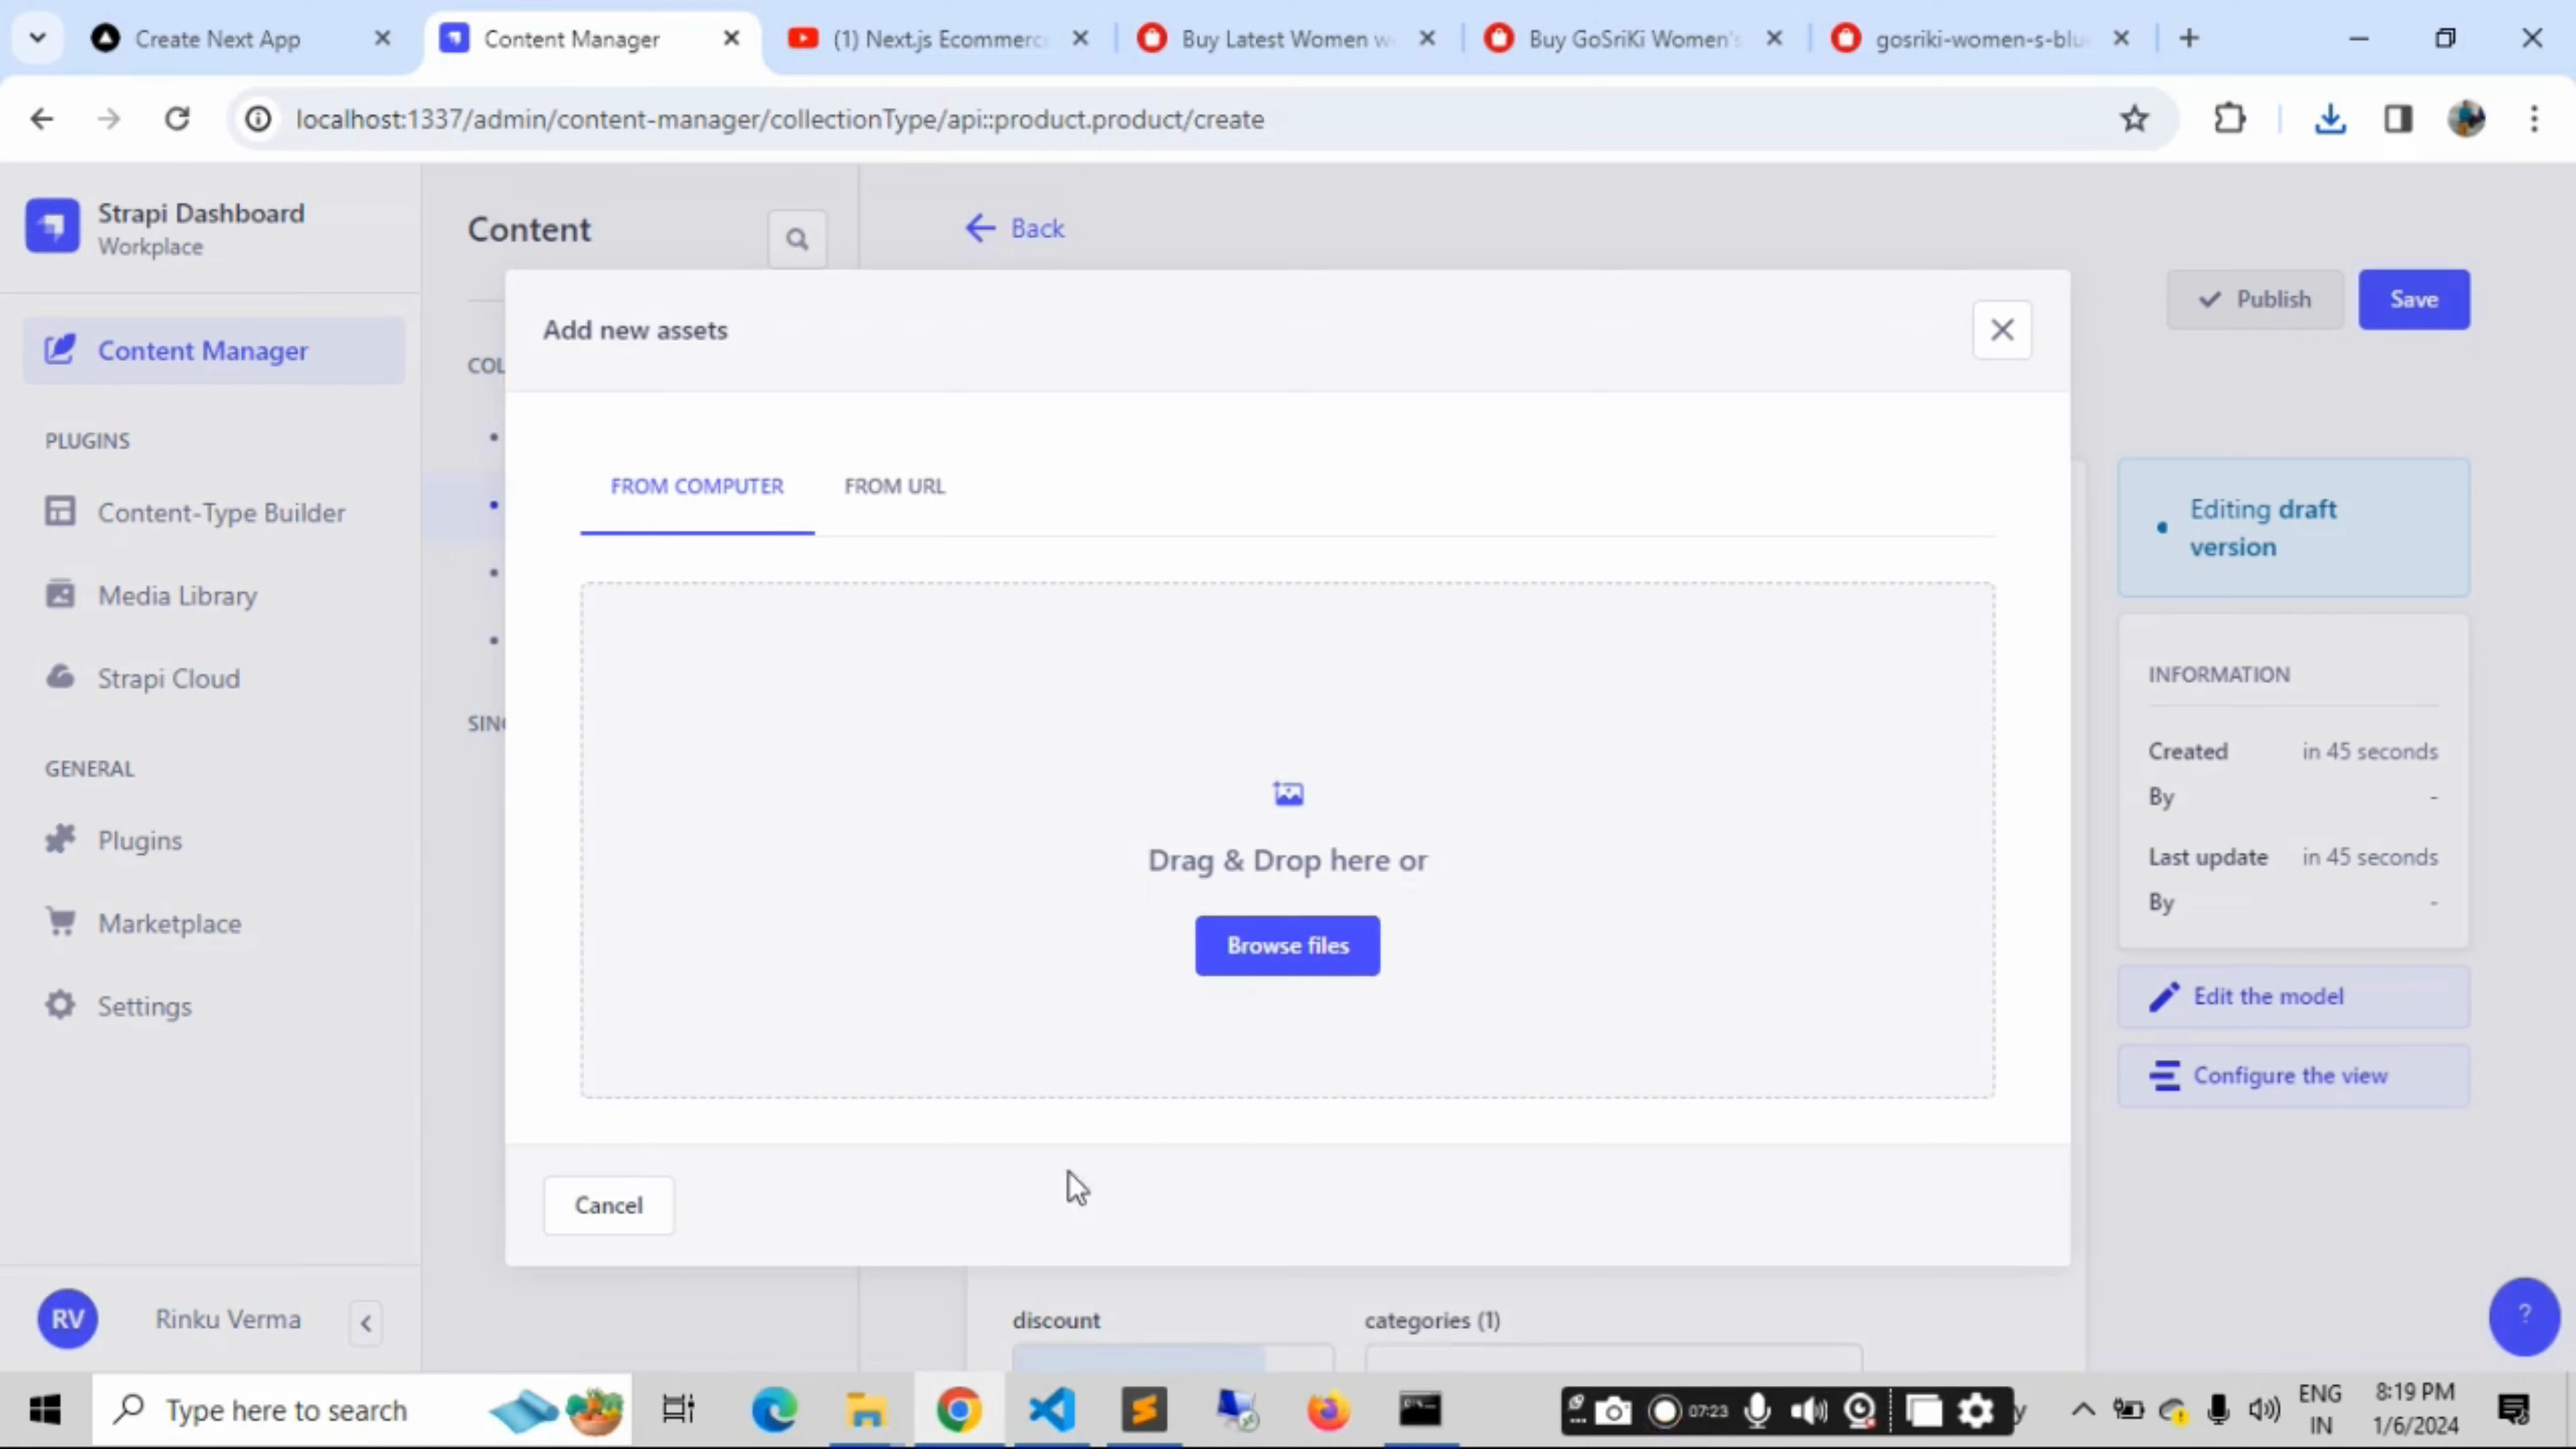 Create Next App
Content Manager
(1) Next.js Ecommerc
Buy Latest Women w
Buy GoSriKi Women's
gosriki-women-s-blu
localhost:1337/admin/content-manager/collectionType/api::product.product/create
Strapi Dashboard
Workplace
Content Manager
PLUGINS
Content-Type Builder
Media Library
Strapi Cloud
GENERAL
Plugins
Marketplace
Settings
RV
Rinku Verma
Content
COL
SIN
Back
Publish
Save
Add new assets
FROM COMPUTER
FROM URL
Drag & Drop here or
Browse files
Cancel
Editing draft
version
INFORMATION
Created in 45 seconds
By -
Last update in 45 seconds
By -
Edit the model
Configure the view
discount
categories (1)
?
Type here to search
07:23
y
ENG
IN
8:19 PM
1/6/2024